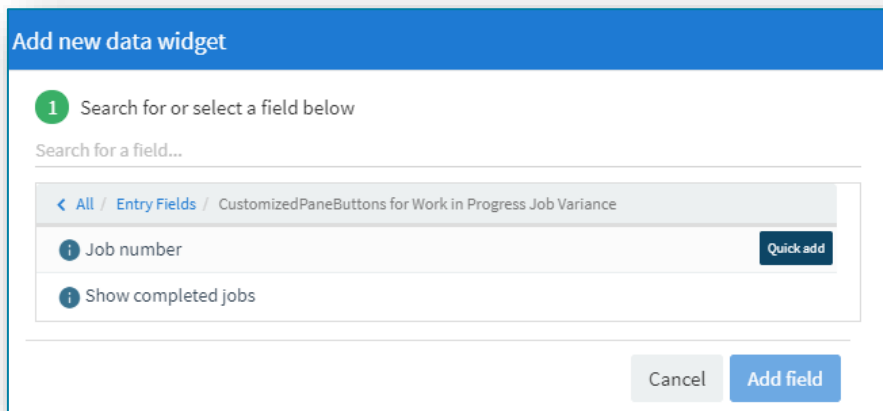 Add new data widget
1 Search for or select a field below
Search for a field...
All / Entry Fields / CustomizedPaneButtons for Work in Progress Job Variance
Job number Quick add
Show completed jobs
Cancel Add field